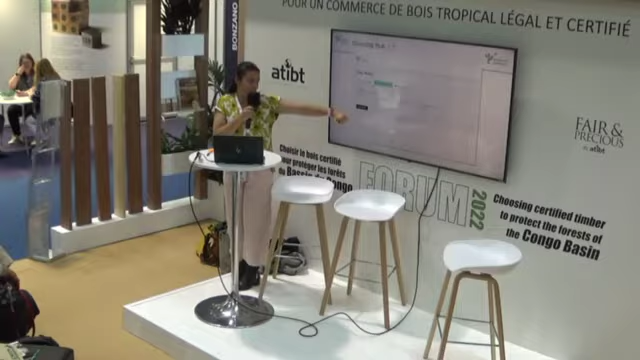 POUR UN COMMERCE DE BOIS TROPICAL LÉGAL ET CERTIFIÉ
BONZANO
atibt
FAIR &
PRECIOUS
by atibt
Choisir le bois certifié
pour protéger les forêts
du Bassin du Congo
FORUM
2022
Choosing certified timber
to protect the forests of
the Congo Basin